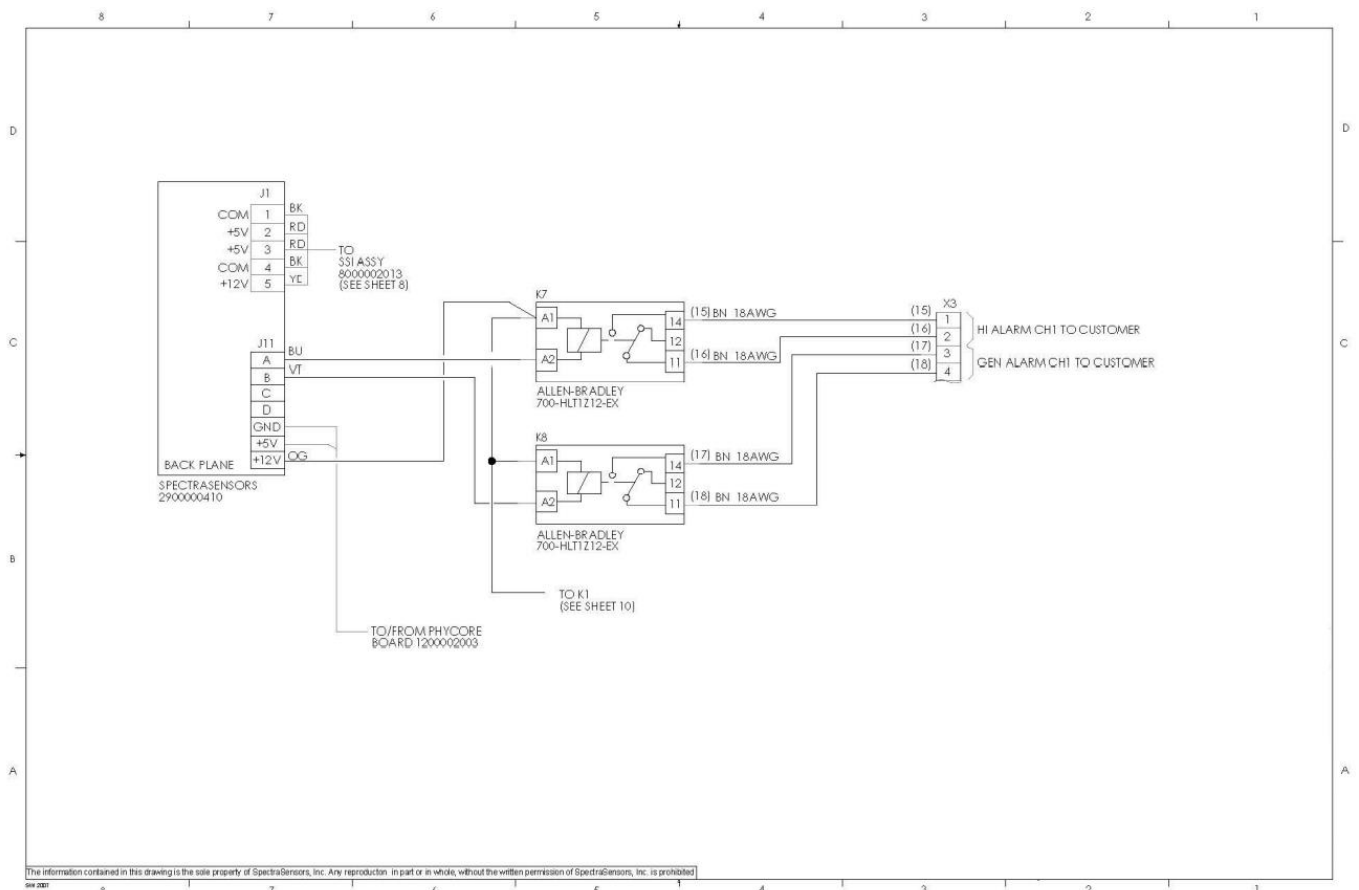 8 7 6 5 4 3 2 1
D D
J1
COM 1 BK
+5V 2 RD
+5V 3 RD
COM 4 BK
+12V 5 YE
TO
SSI ASSY
8000002013
(SEE SHEET 8)
C C
J11
A BU
B VT
C
D
GND
+5V
+12V OG
BACK PLANE
SPECTRASENSORS
2900000410
K7
A1
A2
14
12
11
ALLEN-BRADLEY
700-HLT1Z12-EX
(15) BN 18AWG
(16) BN 18AWG
K8
A1
A2
14
12
11
ALLEN-BRADLEY
700-HLT1Z12-EX
(17) BN 18AWG
(18) BN 18AWG
X3
(15) 1
(16) 2
(17) 3
(18) 4
HI ALARM CH1 TO CUSTOMER
GEN ALARM CH1 TO CUSTOMER
B B
TO K1
(SEE SHEET 10)
TO/FROM PHYCORE
BOARD 1200002003
A A
The information contained in this drawing is the sole property of SpectraSensors, Inc. Any reproducton in part or in whole, without the written permission of SpectraSensors, Inc. is prohibited
8 7 6 5 4 3 2 1